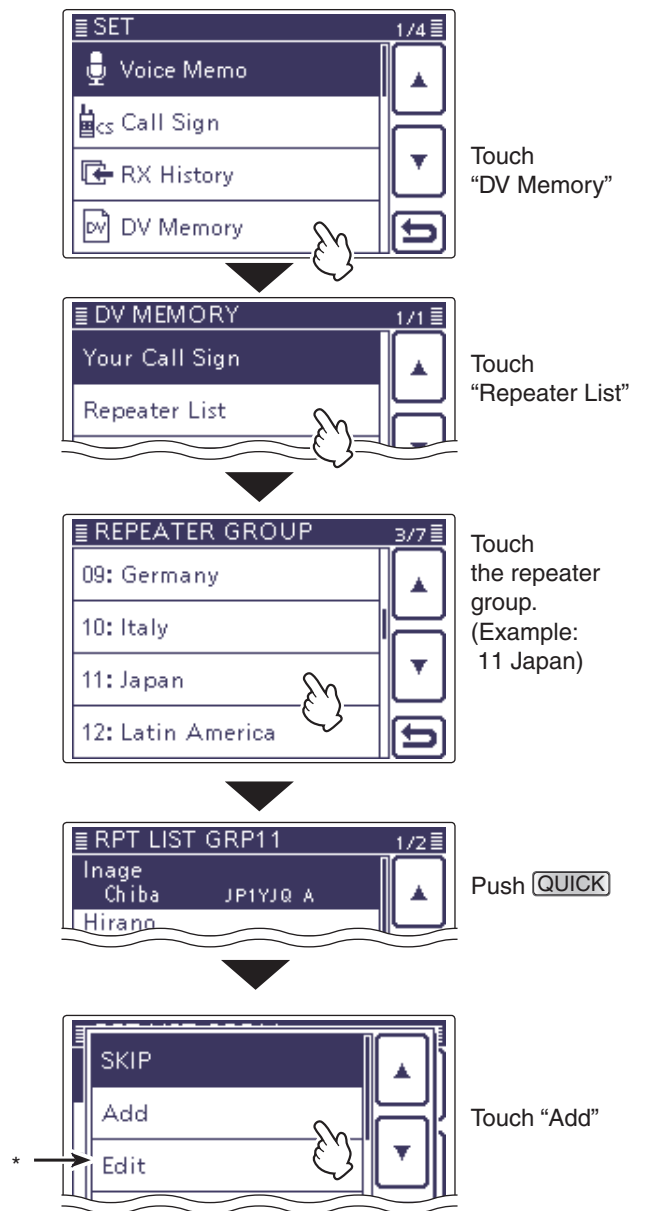 SET 1/4
Voice Memo
CS Call Sign
RX History
DV DV Memory
Touch
“DV Memory”
DV MEMORY 1/1
Your Call Sign
Repeater List
Touch
“Repeater List”
REPEATER GROUP 3/7
09: Germany
10: Italy
11: Japan
12: Latin America
Touch
the repeater
group.
(Example:
11 Japan)
RPT LIST GRP11 1/2
Inage
Chiba JP1YJQ A
Hirano
Push QUICK
SKIP
Add
Edit
Touch “Add”
*